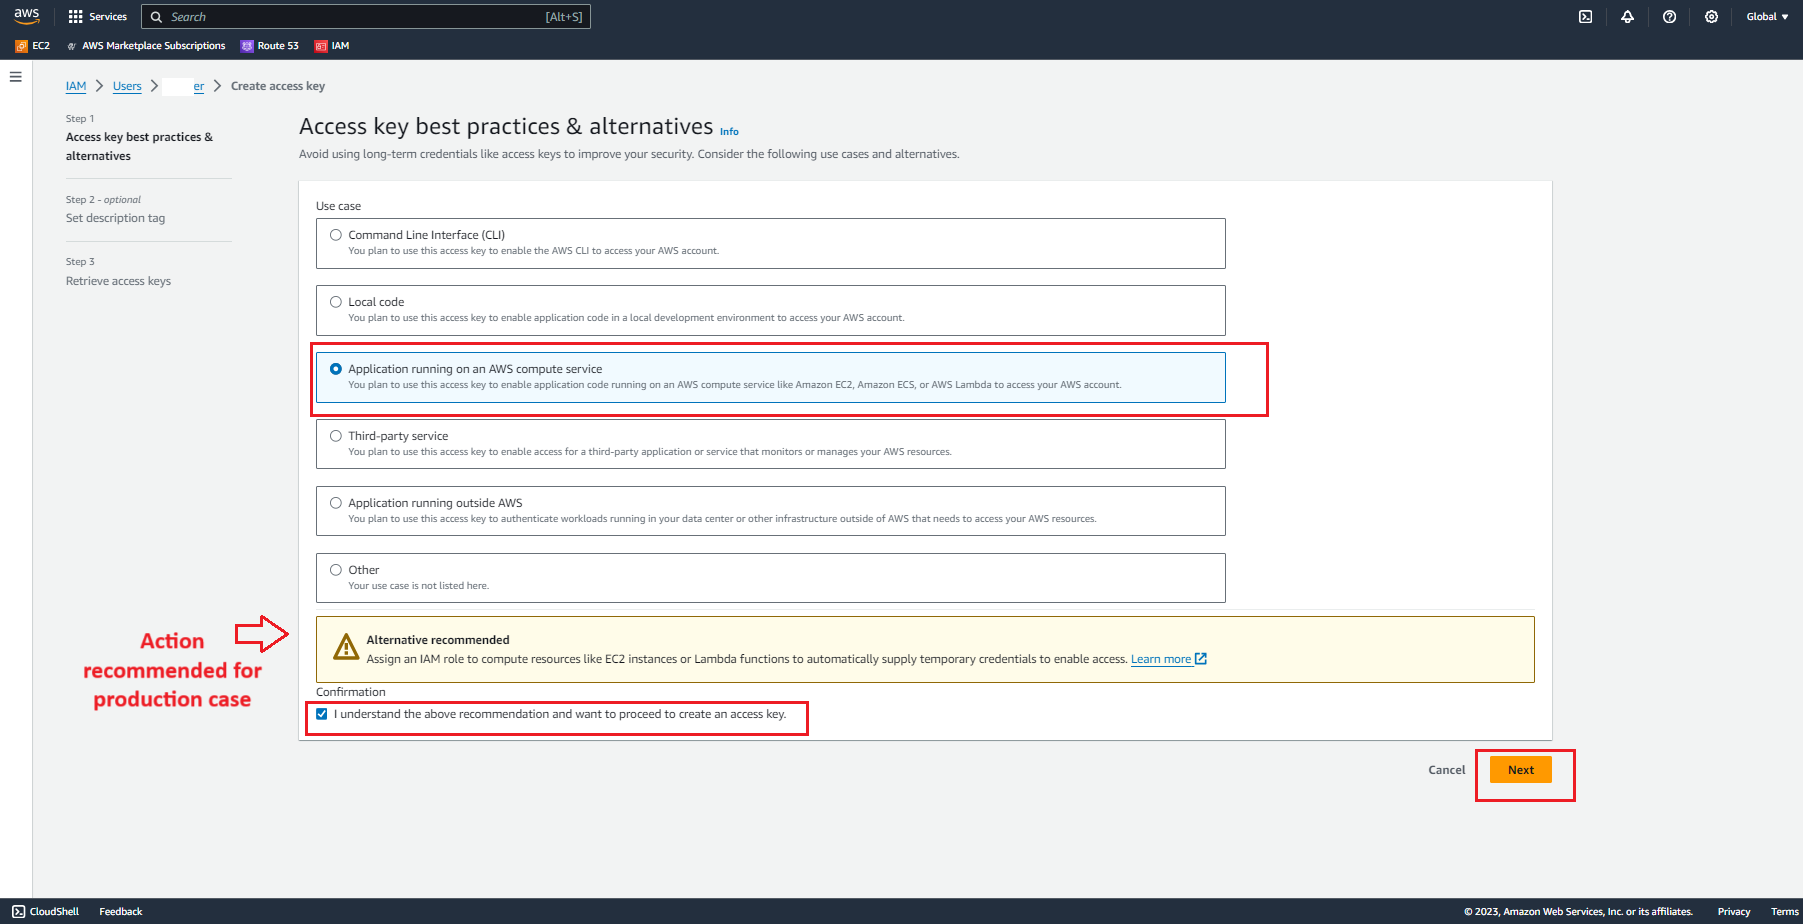 aws
Services
Search
[Alt+S]
Global
EC2
AWS Marketplace Subscriptions
Route 53
IAM
IAM
Users
er
Create access key
Step 1
Access key best practices &
alternatives
Step 2 - optional
Set description tag
Step 3
Retrieve access keys
Access key best practices & alternatives Info
Avoid using long-term credentials like access keys to improve your security. Consider the following use cases and alternatives.
Use case
Command Line Interface (CLI)
You plan to use this access key to enable the AWS CLI to access your AWS account.
Local code
You plan to use this access key to enable application code in a local development environment to access your AWS account.
Application running on an AWS compute service
You plan to use this access key to enable application code running on an AWS compute service like Amazon EC2, Amazon ECS, or AWS Lambda to access your AWS account.
Third-party service
You plan to use this access key to enable access for a third-party application or service that monitors or manages your AWS resources.
Application running outside AWS
You plan to use this access key to authenticate workloads running in your data center or other infrastructure outside of AWS that needs to access your AWS resources.
Other
Your use case is not listed here.
Action
recommended for
production case
Alternative recommended
Assign an IAM role to compute resources like EC2 instances or Lambda functions to automatically supply temporary credentials to enable access. Learn more
Confirmation
I understand the above recommendation and want to proceed to create an access key.
Cancel
Next
CloudShell
Feedback
© 2023, Amazon Web Services, Inc. or its affiliates.
Privacy
Terms